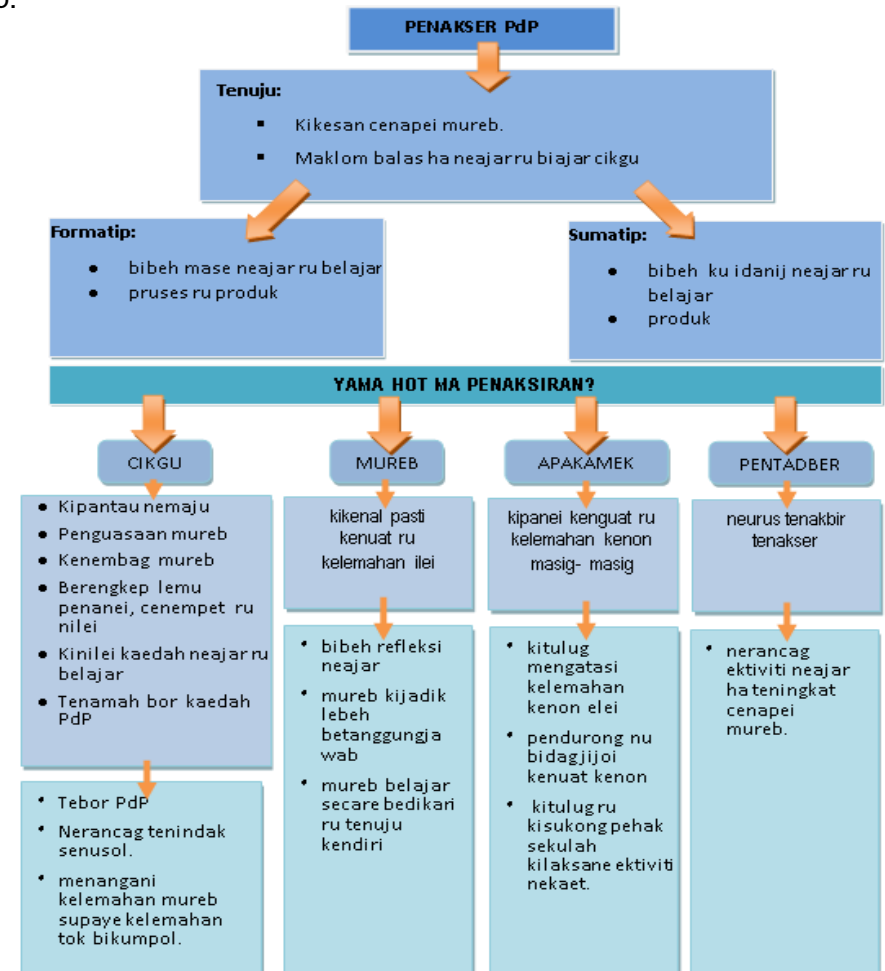 PENAKSER PdP
Tenuju:
▪ Kikesan cenapei mureb.
▪ Maklom balas ha neajar ru biajar cikgu
Formatip:
● bibeh mase neajar ru belajar
● pruses ru produk
Sumatip:
● bibeh ku idanij neajar ru
belajar
● produk
YAMA HOT MA PENAKSIRAN?
CIKGU
● Kipantau nemaju
● Penguasaan mureb
● Kenembag mureb
● Berengkep lemu
penanei, cenempet ru
nilei
● Kinilei kaedah neajar ru
belajar
● Tenamah bor kaedah
PdP
• Tebor PdP
• Nerancag tenindak
senusol.
• menangani
kelemahan mureb
supaye kelemahan
tok bikumpol.
MUREB
kikenal pasti
kenuat ru
kelemahan ilei
• bibeh refleksi
neajar
• mureb kijadik
lebeh
betanggungja
wab
• mureb belajar
secare bedikari
ru tenuju
kendiri
APAKAMEK
kipanei kenguat ru
kelemahan kenon
masig- masig
• kitulug
mengatasi
kelemahan
kenon elei
• pendurong nu
bidagjijoi
kenuat kenon
• kitulug ru
kisukong pehak
sekulah
kilaksane ektiviti
nekaet.
PENTADBER
neurus tenakbir
tenakser
• nerancag
ektiviti neajar
ha teningkat
cenapei
mureb.